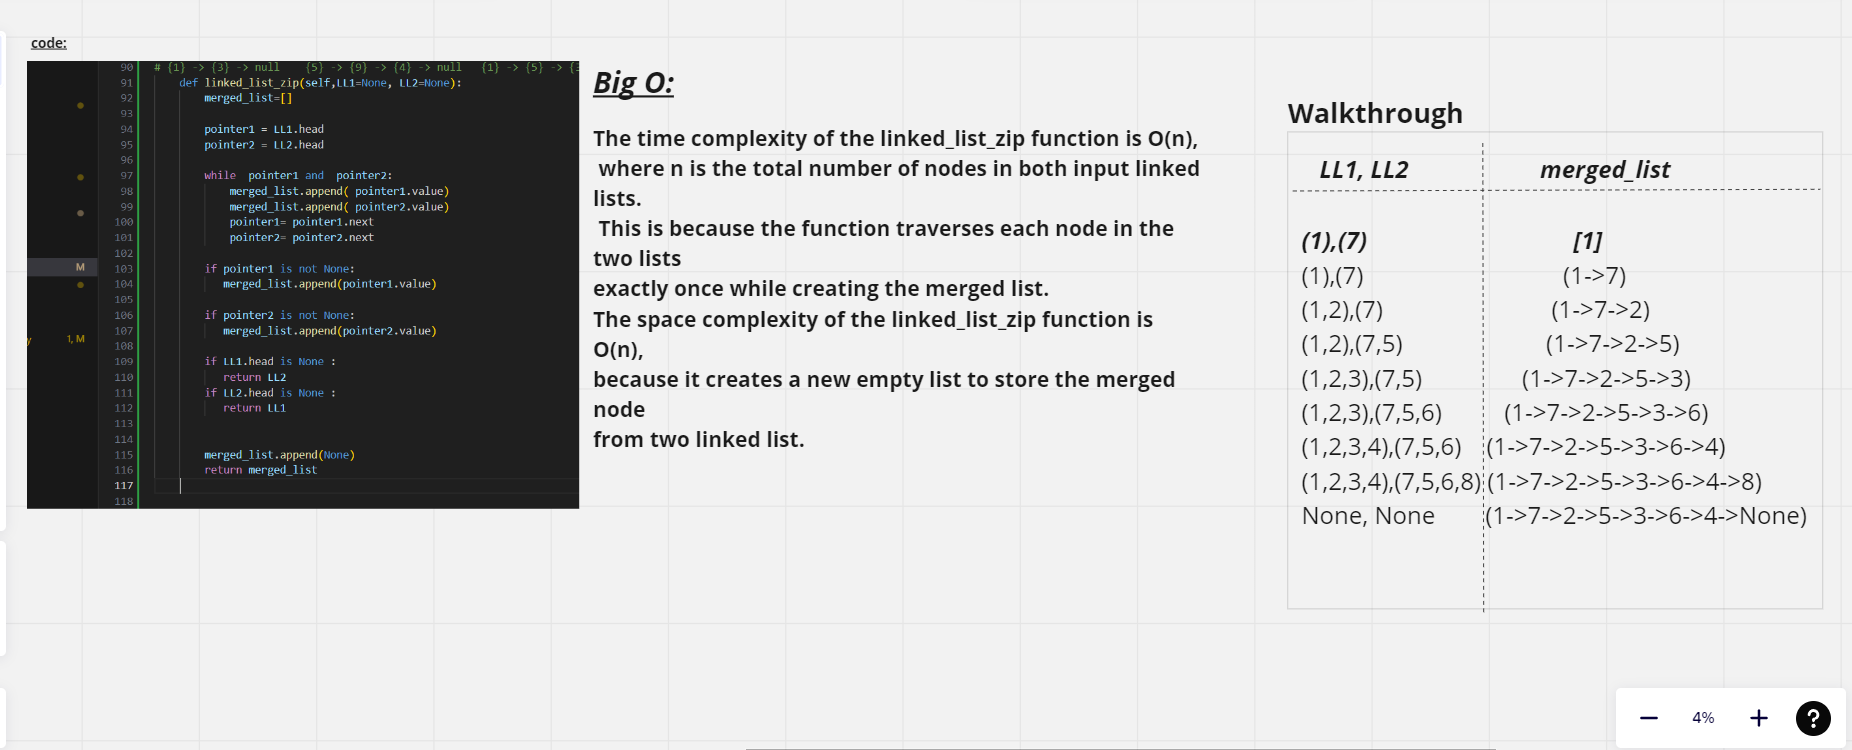 code:
90 # {1} -> {3} -> null    {5} -> {9} -> {4} -> null   {1} -> {5} -> {3
91 def linked_list_zip(self,LL1=None, LL2=None):
92 merged_list=[]
93
94 pointer1 = LL1.head
95 pointer2 = LL2.head
96
97 while  pointer1 and  pointer2:
98 merged_list.append( pointer1.value)
99 merged_list.append( pointer2.value)
100 pointer1= pointer1.next
101 pointer2= pointer2.next
102
M 103 if pointer1 is not None:
104 merged_list.append(pointer1.value)
105
106 if pointer2 is not None:
107 merged_list.append(pointer2.value)
y 1, M 108
109 if LL1.head is None :
110 return LL2
111 if LL2.head is None :
112 return LL1
113
114
115 merged_list.append(None)
116 return merged_list
117
118
Big O:
The time complexity of the linked_list_zip function is O(n),
where n is the total number of nodes in both input linked
lists.
This is because the function traverses each node in the
two lists
exactly once while creating the merged list.
The space complexity of the linked_list_zip function is
O(n),
because it creates a new empty list to store the merged
node
from two linked list.
Walkthrough
LL1, LL2 merged_list
(1),(7) [1]
(1),(7) (1->7)
(1,2),(7) (1->7->2)
(1,2),(7,5) (1->7->2->5)
(1,2,3),(7,5) (1->7->2->5->3)
(1,2,3),(7,5,6) (1->7->2->5->3->6)
(1,2,3,4),(7,5,6) (1->7->2->5->3->6->4)
(1,2,3,4),(7,5,6,8) (1->7->2->5->3->6->4->8)
None, None (1->7->2->5->3->6->4->None)
4%
?